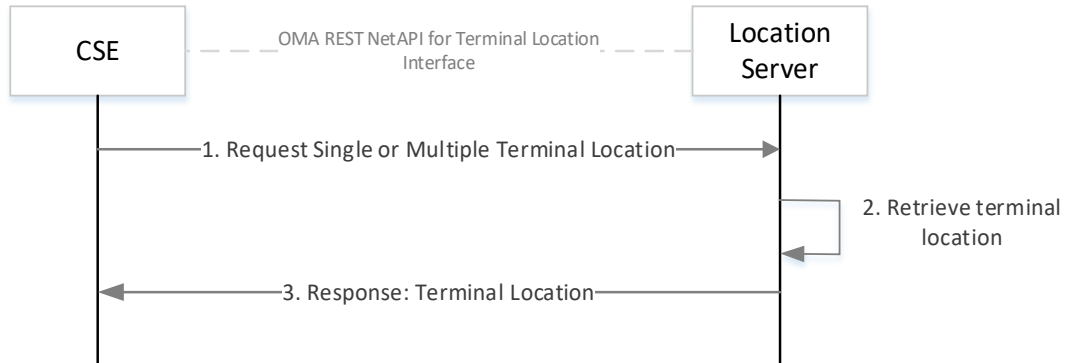 CSE
OMA REST NetAPI for Terminal Location
Interface
Location
Server
1. Request Single or Multiple Terminal Location
2. Retrieve terminal
location
3. Response: Terminal Location